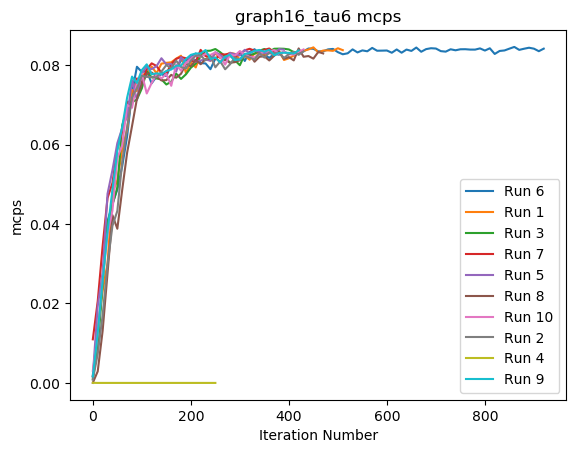 graph16_tau6 mcps
mcps
0.08
0.06
0.04
0.02
0.00
0
200
400
600
800
Iteration Number
Run 6
Run 1
Run 3
Run 7
Run 5
Run 8
Run 10
Run 2
Run 4
Run 9